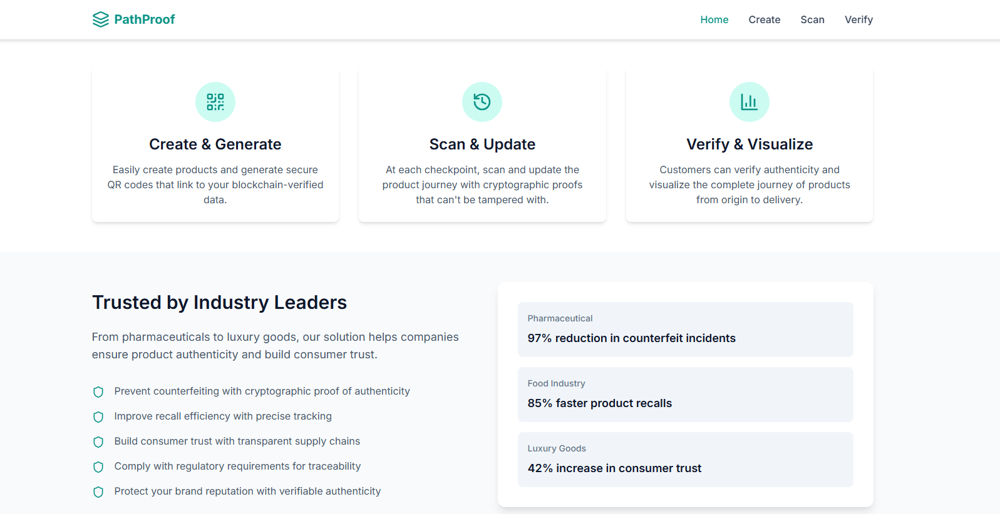 PathProof
Home Create Scan Verify
Create & Generate
Easily create products and generate secure
QR codes that link to your blockchain-verified
data.
Scan & Update
At each checkpoint, scan and update the
product journey with cryptographic proofs
that can't be tampered with.
Verify & Visualize
Customers can verify authenticity and
visualize the complete journey of products
from origin to delivery.
Trusted by Industry Leaders
From pharmaceuticals to luxury goods, our solution helps companies
ensure product authenticity and build consumer trust.
Prevent counterfeiting with cryptographic proof of authenticity
Improve recall efficiency with precise tracking
Build consumer trust with transparent supply chains
Comply with regulatory requirements for traceability
Protect your brand reputation with verifiable authenticity
Pharmaceutical
97% reduction in counterfeit incidents
Food Industry
85% faster product recalls
Luxury Goods
42% increase in consumer trust